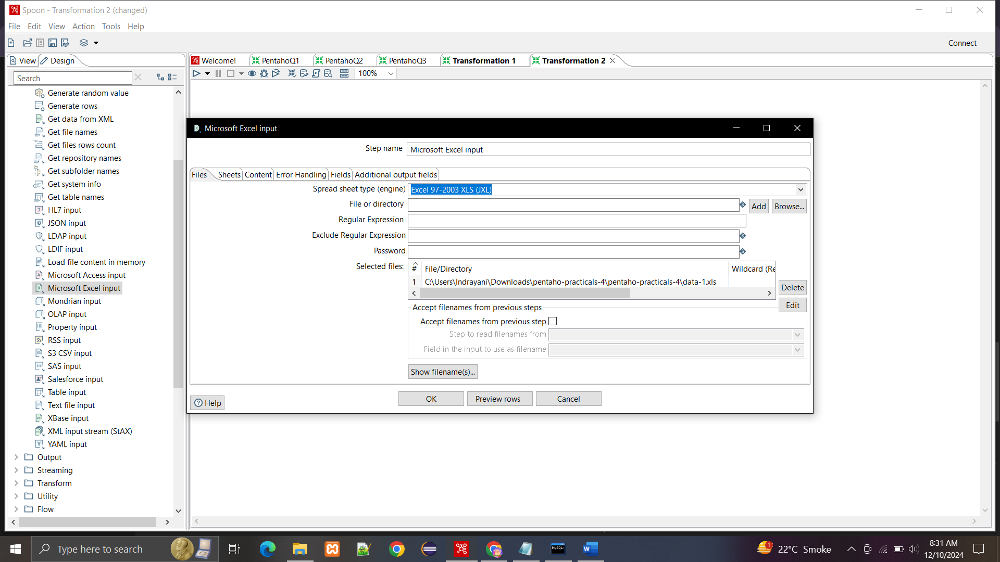 Spoon - Transformation 2 (changed)
File Edit View Action Tools Help
Connect
View Design
Welcome! PentahoQ1 PentahoQ2 PentahoQ3 Transformation 1 Transformation 2
100%
Search
Generate random value
Generate rows
Get data from XML
Get file names
Get files rows count
Get repository names
Get subfolder names
Get system info
Get table names
HL7 input
JSON input
LDAP input
LDIF input
Load file content in memory
Microsoft Access input
Microsoft Excel input
Mondrian input
OLAP input
Property input
RSS input
S3 CSV input
SAS input
Salesforce input
Table input
Text file input
XBase input
XML input stream (StAX)
YAML input
Output
Streaming
Transform
Utility
Flow
Microsoft Excel input
Step name Microsoft Excel input
Files Sheets Content Error Handling Fields Additional output fields
Spread sheet type (engine) Excel 97-2003 XLS (JXL)
File or directory Add Browse...
Regular Expression
Exclude Regular Expression
Password
Selected files: # File/Directory Wildcard (Re
1 C:\Users\Indrayani\Downloads\pentaho-practicals-4\pentaho-practicals-4\data-1.xls
Delete
Edit
Accept filenames from previous steps
Accept filenames from previous step
Step to read filenames from
Field in the input to use as filename
Show filename(s)...
OK Preview rows Cancel
Help
Type here to search
22°C Smoke
8:31 AM
12/10/2024